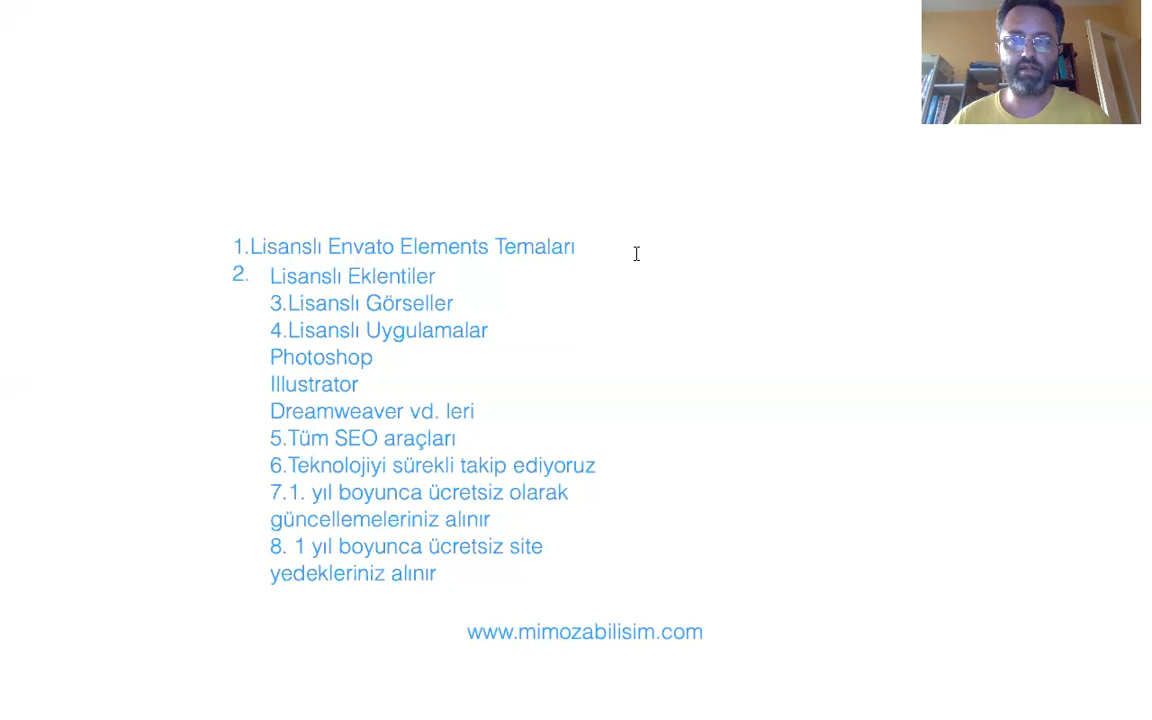 1.Lisanslı Envato Elements Temaları
2. Lisanslı Eklentiler
3.Lisanslı Görseller
4.Lisanslı Uygulamalar
Photoshop
Illustrator
Dreamweaver vd. leri
5.Tüm SEO araçları
6.Teknolojiyi sürekli takip ediyoruz
7.1. yıl boyunca ücretsiz olarak
güncellemeleriniz alınır
8. 1 yıl boyunca ücretsiz site
yedekleriniz alınır
www.mimozabilisim.com